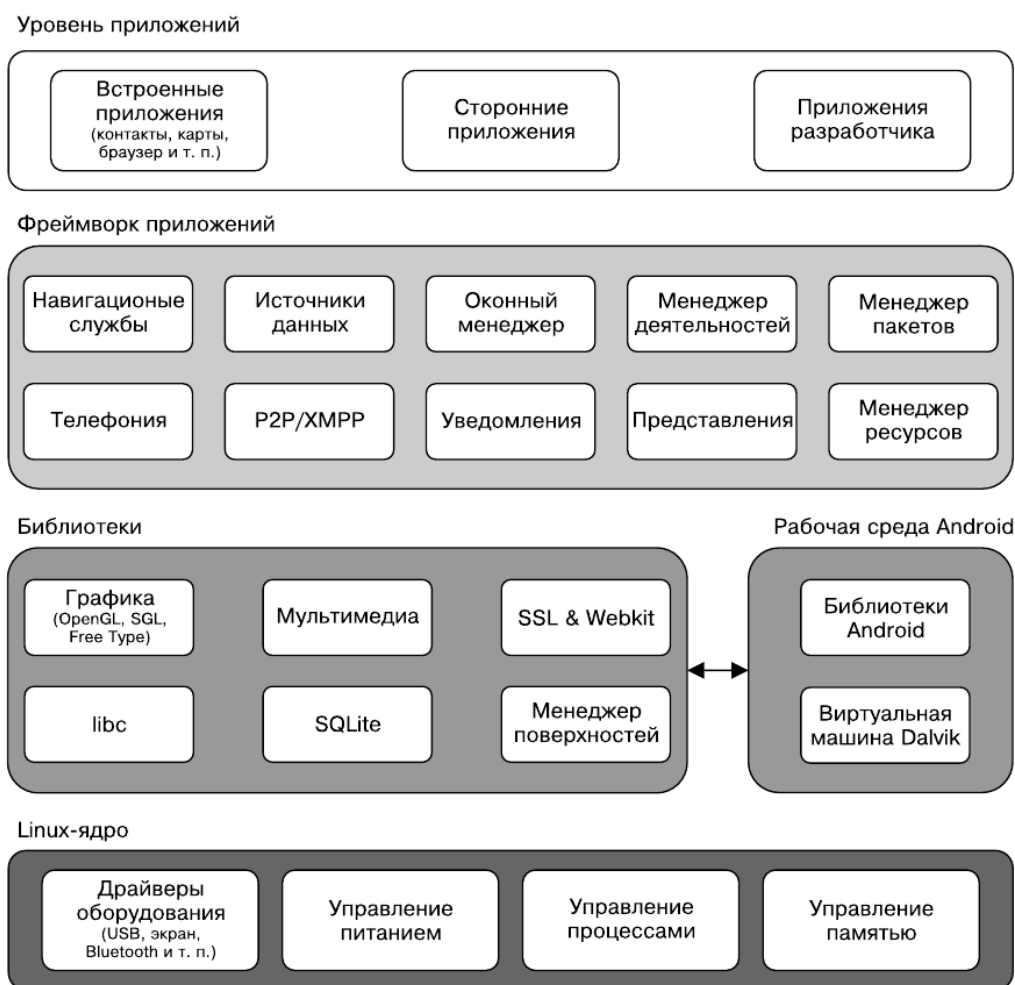 Уровень приложений
Встроенные
приложения
(контакты, карты,
браузер и т. п.)
Сторонние
приложения
Приложения
разработчика
Фреймворк приложений
Навигационые
службы
Источники
данных
Оконный
менеджер
Менеджер
деятельностей
Менеджер
пакетов
Телефония
P2P/XMPP
Уведомления
Представления
Менеджер
ресурсов
Библиотеки
Графика
(OpenGL, SGL,
Free Type)
Мультимедиа
SSL & Webkit
libc
SQLite
Менеджер
поверхностей
Рабочая среда Android
Библиотеки
Android
Виртуальная
машина Dalvik
Linux-ядро
Драйверы
оборудования
(USB, экран,
Bluetooth и т. п.)
Управление
питанием
Управление
процессами
Управление
памятью